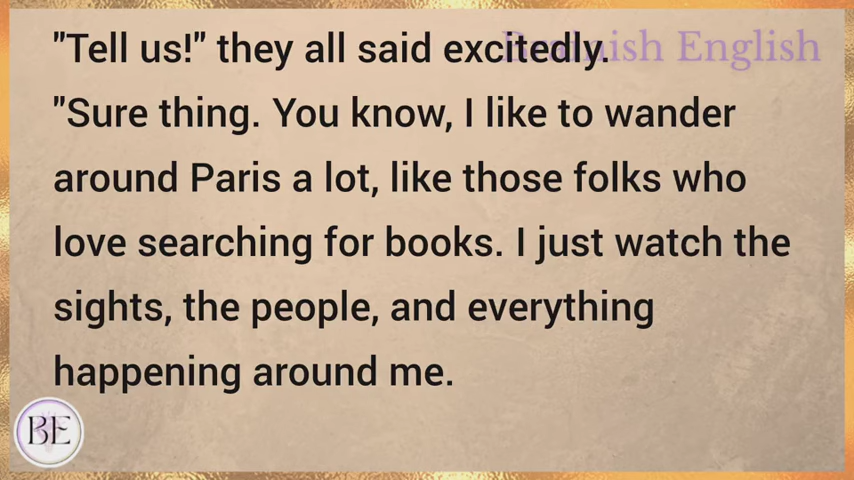 "Tell us!" they all said excitedly.
"Sure thing. You know, I like to wander
around Paris a lot, like those folks who
love searching for books. I just watch the
sights, the people, and everything
happening around me.
English
BE